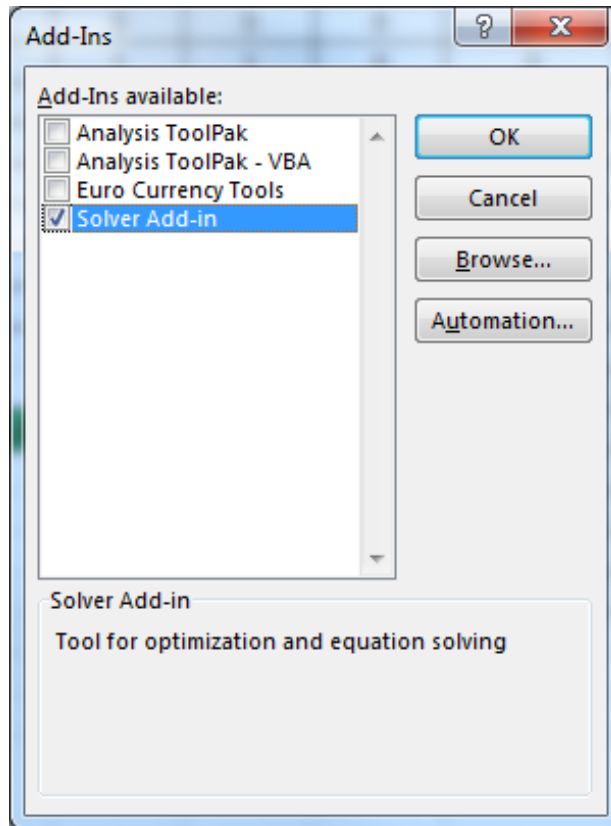 Add-Ins
?
Add-Ins available:
Analysis ToolPak
Analysis ToolPak - VBA
Euro Currency Tools
Solver Add-in
OK
Cancel
Browse...
Automation...
Solver Add-in
Tool for optimization and equation solving